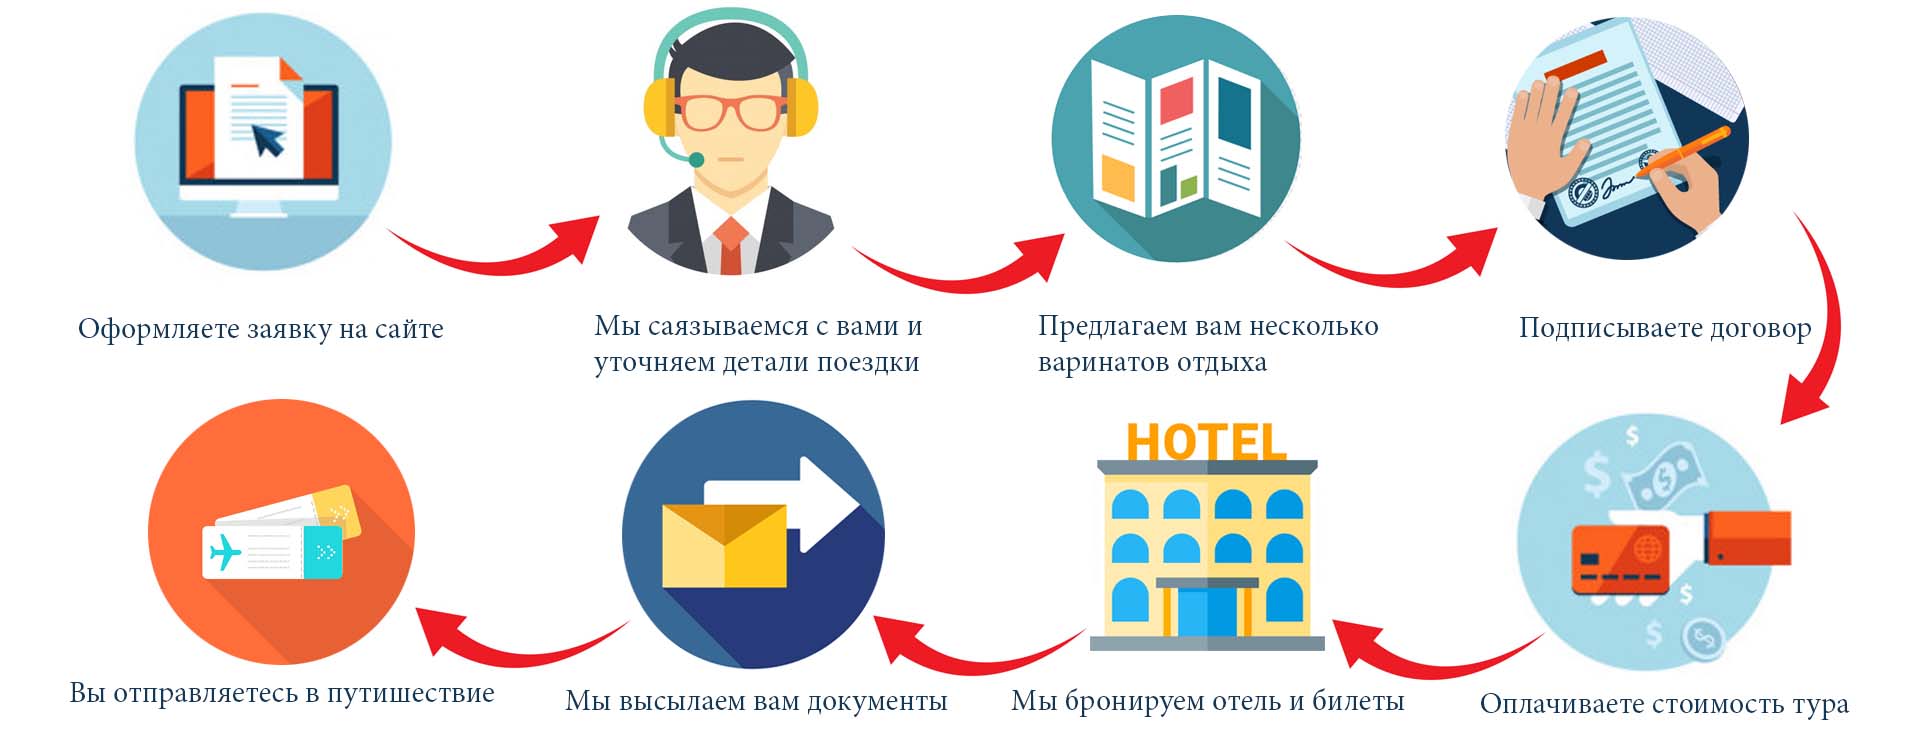 Оформляете заявку на сайте
Мы саязываемся с вами и
уточняем детали поездки
Предлагаем вам несколько
варинатов отдыха
Подписываете договор
HOTEL
Оплачиваете стоимость тура
Мы бронируем отель и билеты
Мы высылаем вам документы
Вы отправляетесь в путишествие